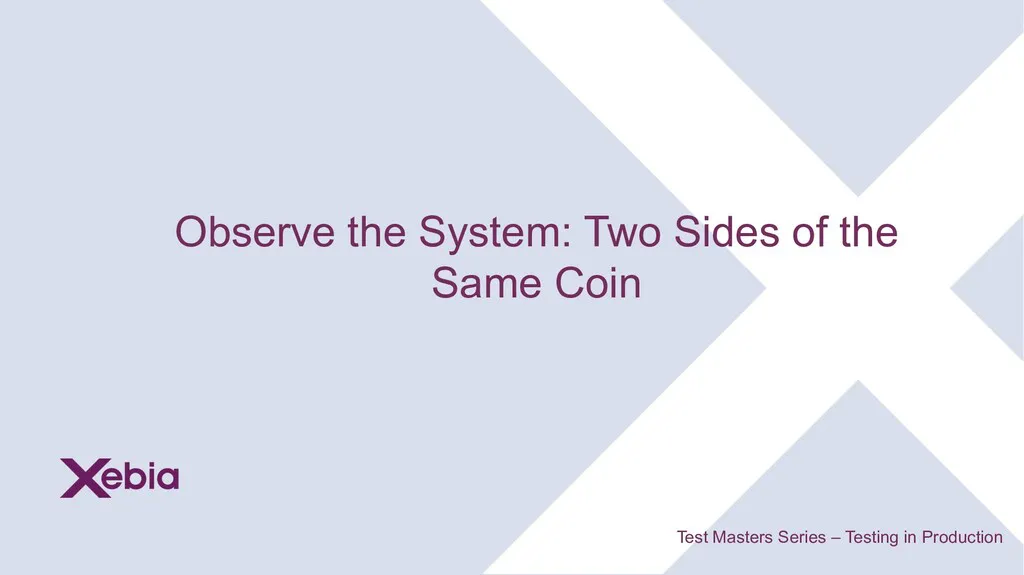 Observe the System: Two Sides of the
Same Coin
Xebia
Test Masters Series – Testing in Production